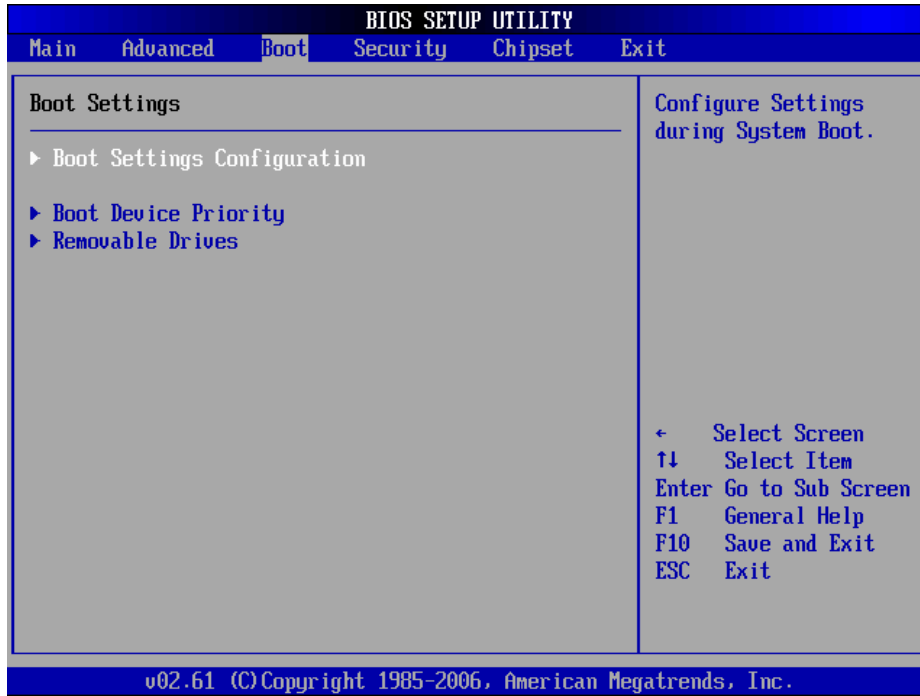 BIOS SETUP UTILITY
Main Advanced Boot Security Chipset Exit
Boot Settings
▶ Boot Settings Configuration
▶ Boot Device Priority
▶ Removable Drives
Configure Settings
during System Boot.
← Select Screen
↑↓ Select Item
Enter Go to Sub Screen
F1 General Help
F10 Save and Exit
ESC Exit
v02.61 (C)Copyright 1985-2006, American Megatrends, Inc.